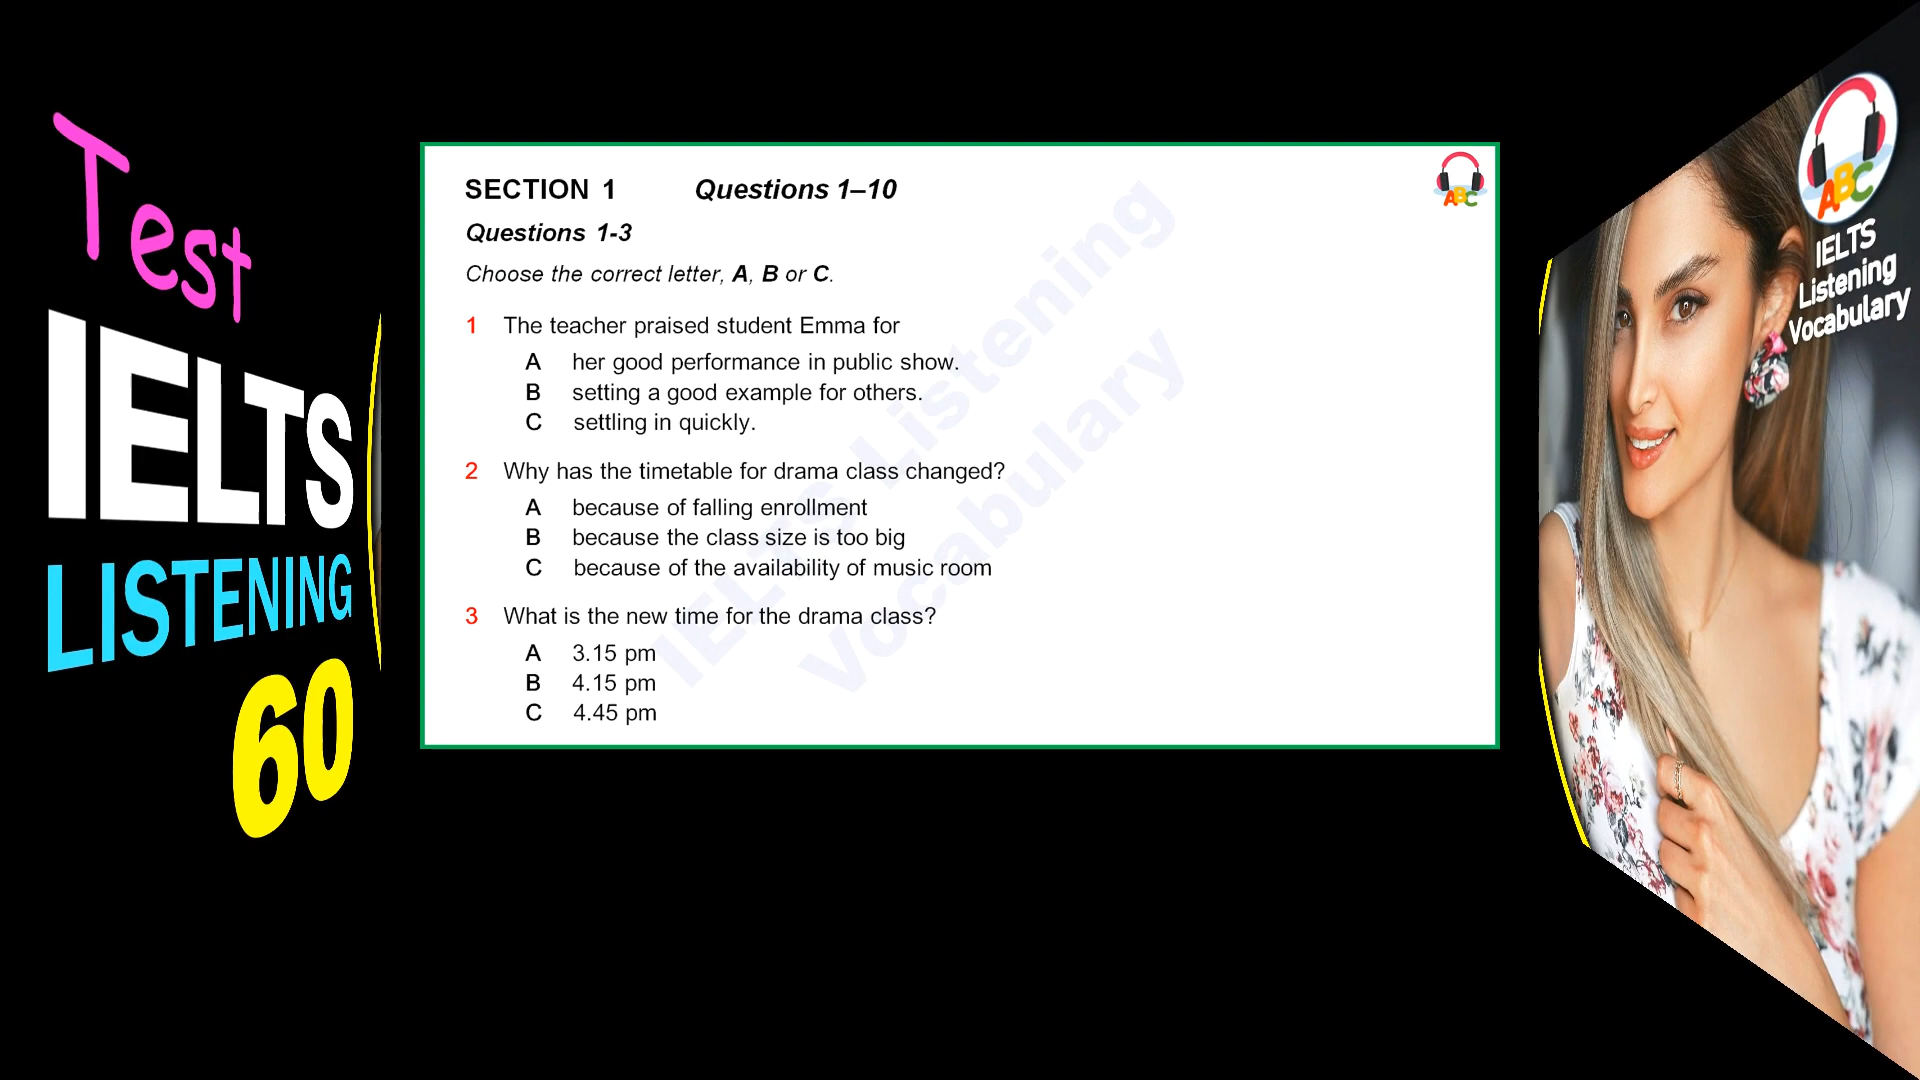 Test
IELTS
LISTENING
60
SECTION 1 Questions 1–10
Questions 1-3
Choose the correct letter, A, B or C.
1 The teacher praised student Emma for
A her good performance in public show.
B setting a good example for others.
C settling in quickly.
2 Why has the timetable for drama class changed?
A because of falling enrollment
B because the class size is too big
C because of the availability of music room
3 What is the new time for the drama class?
A 3.15 pm
B 4.15 pm
C 4.45 pm
IELTS Listening
Vocabulary
ABC
ABC
IELTS
Listening
Vocabulary